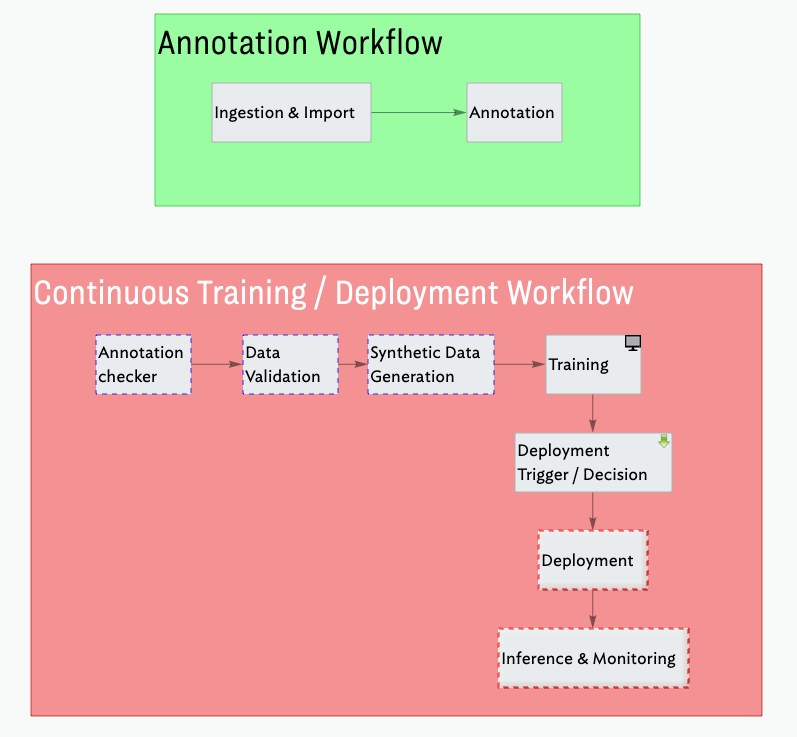 Annotation Workflow
Ingestion & Import
Annotation
Continuous Training / Deployment Workflow
Annotation
checker
Data
Validation
Synthetic Data
Generation
Training
Deployment
Trigger / Decision
Deployment
Inference & Monitoring